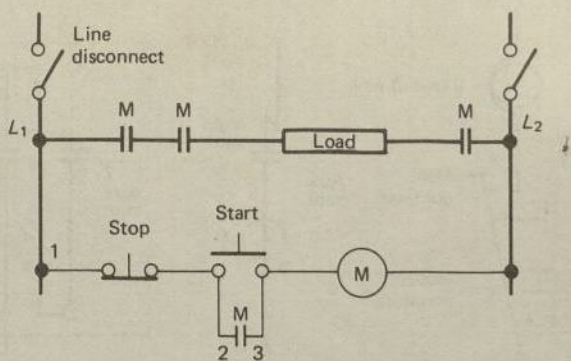 Line
disconnect
M M M
L1 Load L2
Start
Stop
1
M
M
2 3